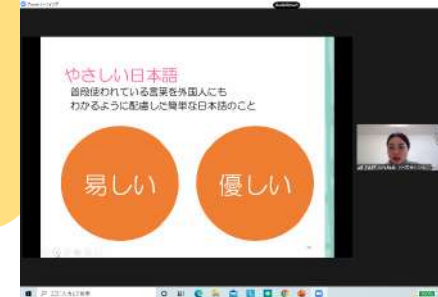 やさしい日本語
普段使われている言葉を外国人にも
わかるように配慮した簡単な日本語のこと
易しい
優しい